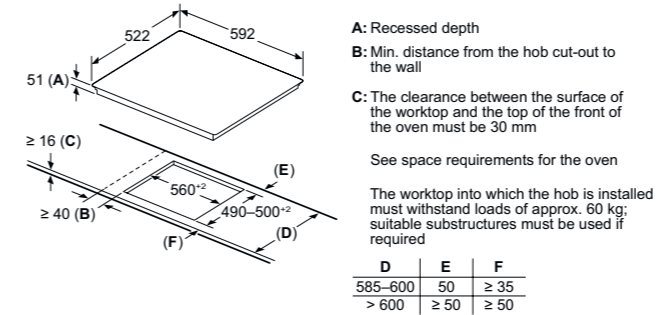 522
592
51 (A)
≥ 16 (C)
560+2
(E)
490–500+2
≥ 40 (B)
(D)
(F)
A: Recessed depth
B: Min. distance from the hob cut-out to
the wall
C: The clearance between the surface of
the worktop and the top of the front of
the oven must be 30 mm
See space requirements for the oven
The worktop into which the hob is installed
must withstand loads of approx. 60 kg;
suitable substructures must be used if
required
D E F
585–600 50 ≥ 35
> 600 ≥ 50 ≥ 50